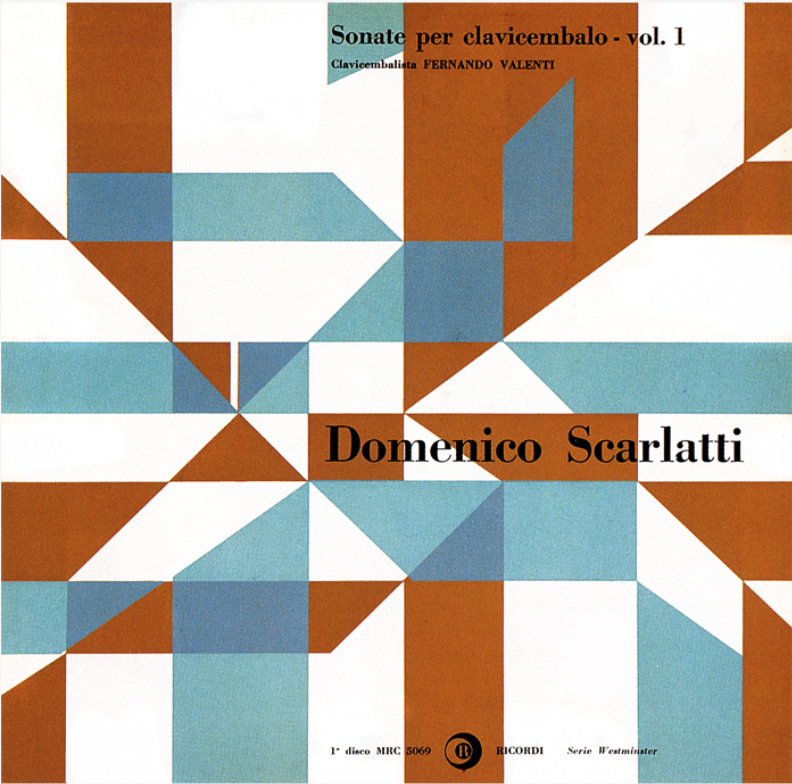 Sonate per clavicembalo - vol. 1
Clavicembalista FERNANDO VALENTI
Domenico Scarlatti
1° disco MRC 5069 R RICORDI Serie Westminster